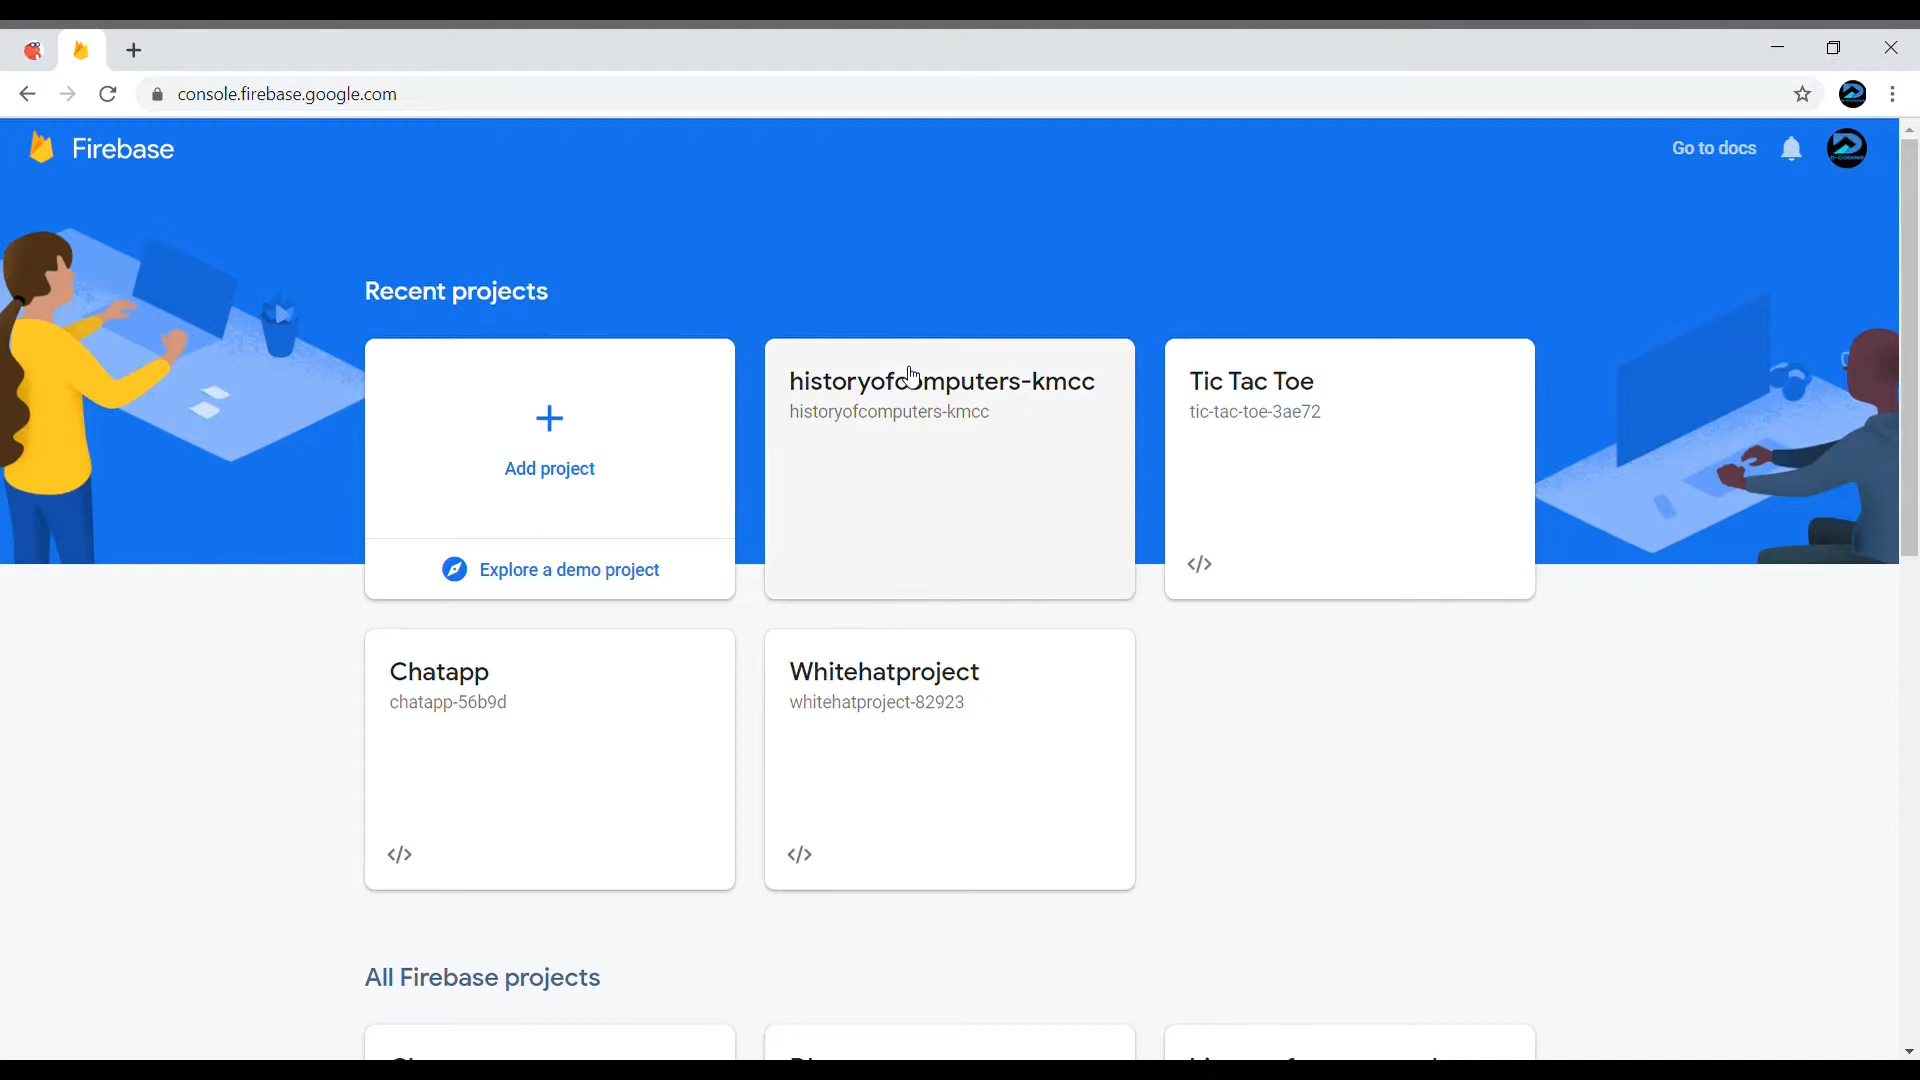 console.firebase.google.com
Firebase
Go to docs
Recent projects
Add project
Explore a demo project
historyofcomputers-kmcc
historyofcomputers-kmcc
Tic Tac Toe
tic-tac-toe-3ae72
</>
Chatapp
chatapp-56b9d
</>
Whitehatproject
whitehatproject-82923
</>
All Firebase projects